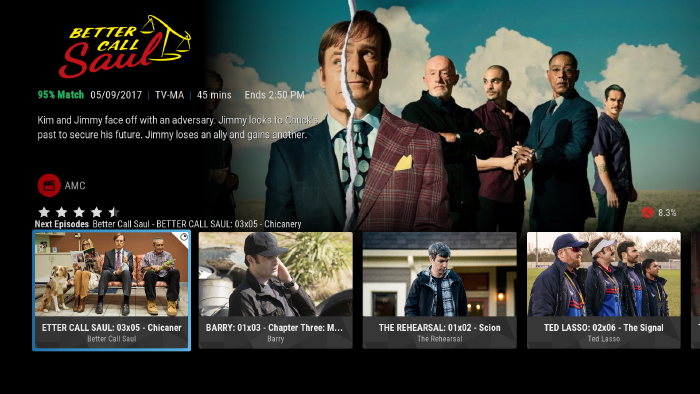 BETTER
CALL
Saul
95% Match 05/09/2017 | TV-MA | 45 mins Ends 2:50 PM
Kim and Jimmy face off with an adversary. Jimmy looks to Chuck's
past to secure his future. Jimmy loses an ally and gains another.
AMC
8.3%
Next Episodes Better Call Saul - BETTER CALL SAUL: 03x05 - Chicanery
ETTER CALL SAUL: 03x05 - Chicaner
Better Call Saul
BARRY: 01x03 - Chapter Three: M...
Barry
THE REHEARSAL: 01x02 - Scion
The Rehearsal
TED LASSO: 02x06 - The Signal
Ted Lasso